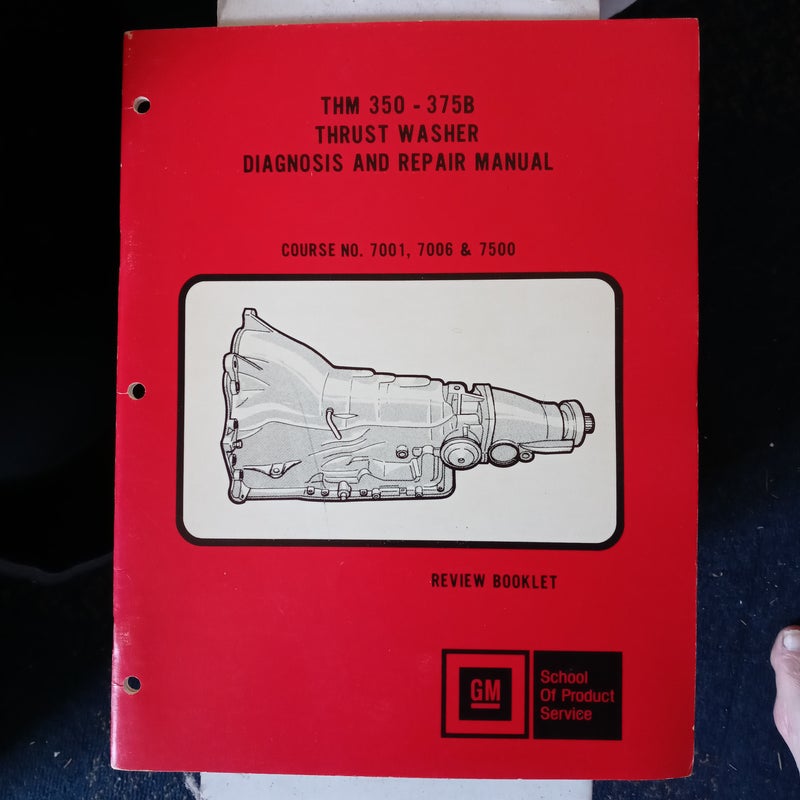 THM 350 - 375B
THRUST WASHER
DIAGNOSIS AND REPAIR MANUAL
COURSE NO. 7001, 7006 & 7500
REVIEW BOOKLET
GM
School
Of Product
Service